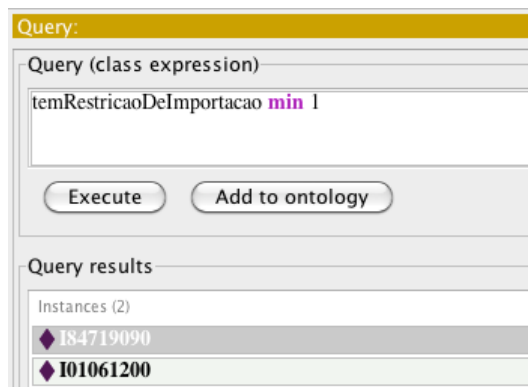 Query:
Query (class expression)
temRestricaoDeImportacao min 1
Execute Add to ontology
Query results
Instances (2)
I84719090
I01061200